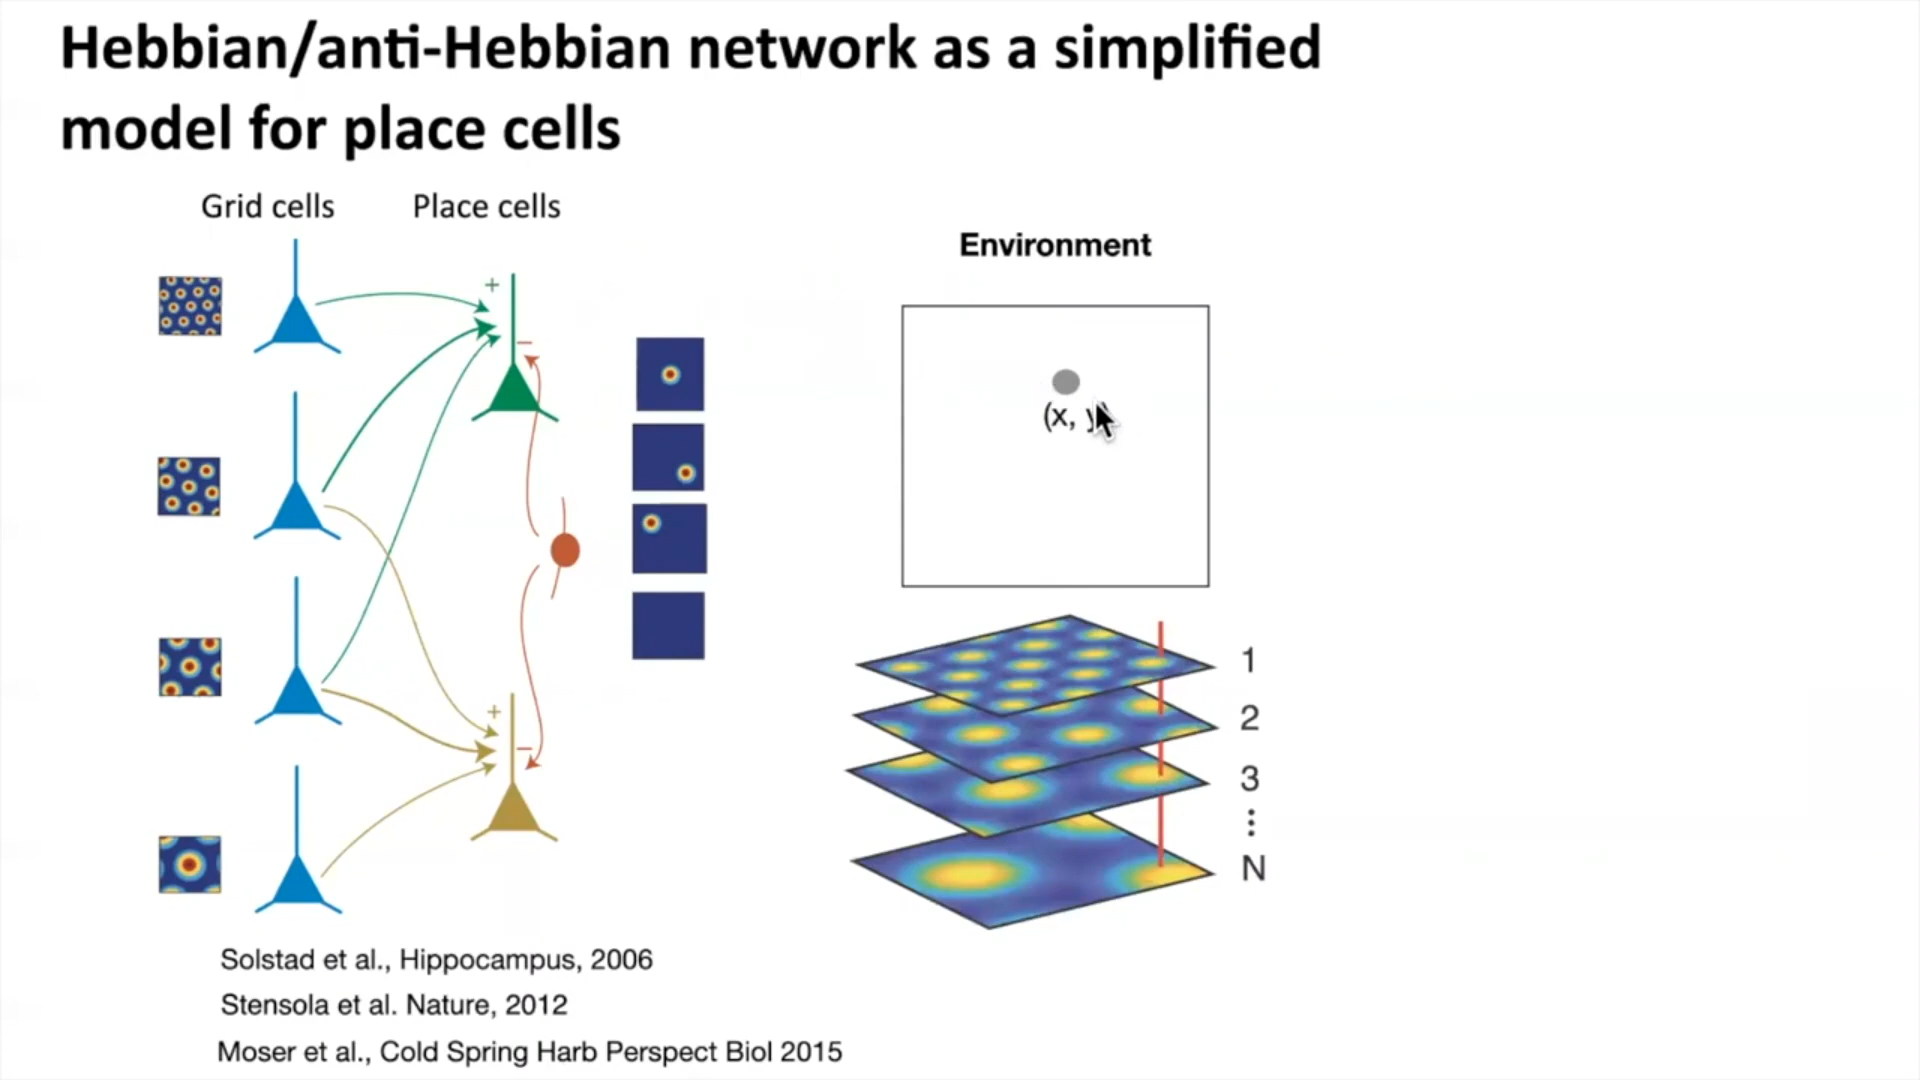 Hebbian/anti-Hebbian network as a simplified
model for place cells
Grid cells
Place cells
+
−
+
−
Environment
(x, y)
1
2
3
⋮
N
Solstad et al., Hippocampus, 2006
Stensola et al. Nature, 2012
Moser et al., Cold Spring Harb Perspect Biol 2015